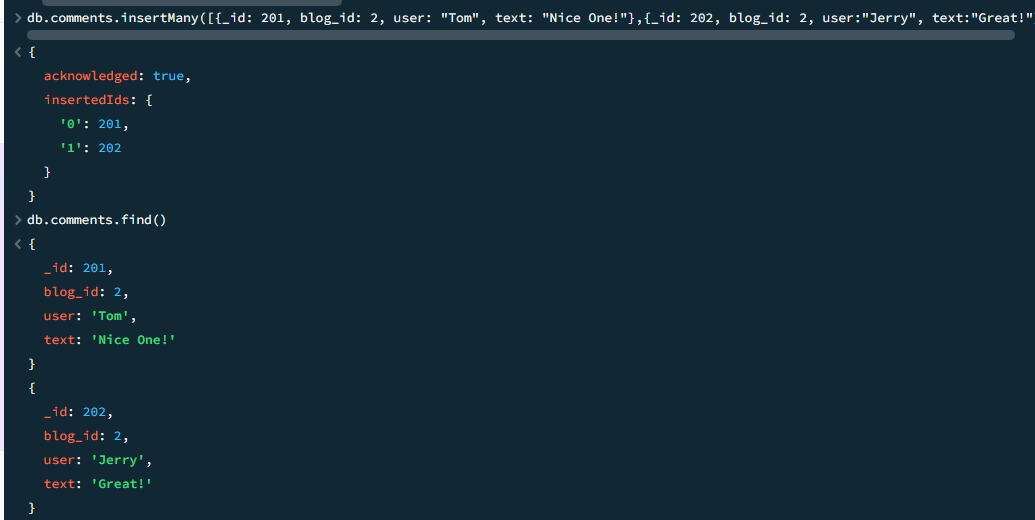 > db.comments.insertMany([{_id: 201, blog_id: 2, user: "Tom", text: "Nice One!"},{_id: 202, blog_id: 2, user:"Jerry", text:"Great!"
< {
acknowledged: true,
insertedIds: {
'0': 201,
'1': 202
}
}
> db.comments.find()
< {
_id: 201,
blog_id: 2,
user: 'Tom',
text: 'Nice One!'
}
{
_id: 202,
blog_id: 2,
user: 'Jerry',
text: 'Great!'
}